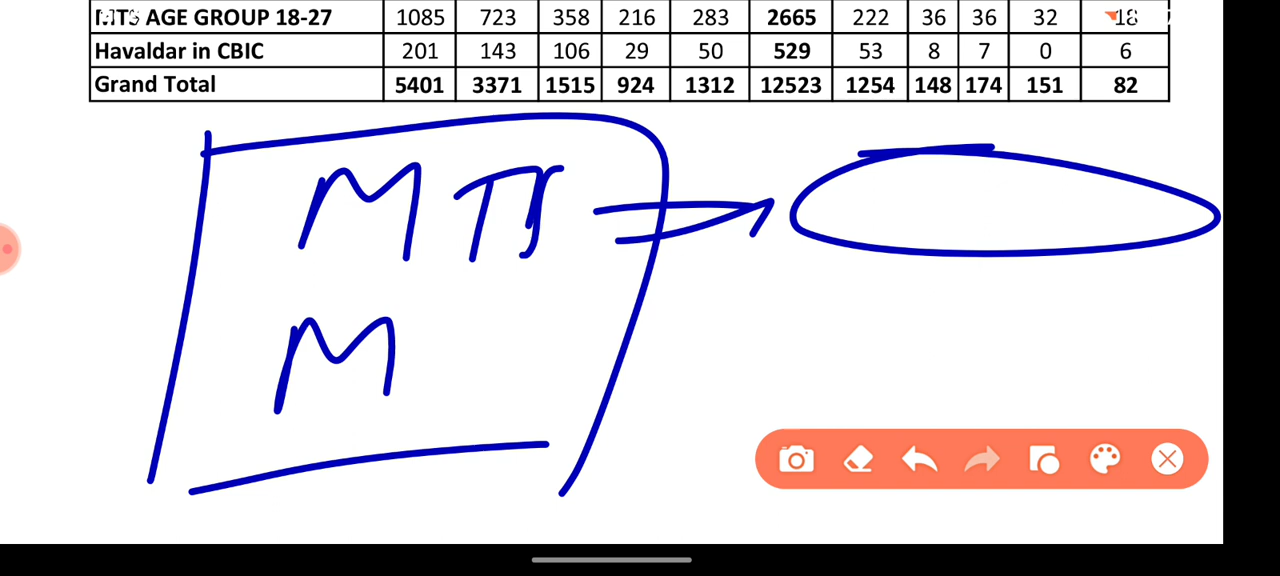 MTS AGE GROUP 18-27 1085 723 358 216 283 2665 222 36 36 32 18
Havaldar in CBIC 201 143 106 29 50 529 53 8 7 0 6
Grand Total 5401 3371 1515 924 1312 12523 1254 148 174 151 82
MTS
M